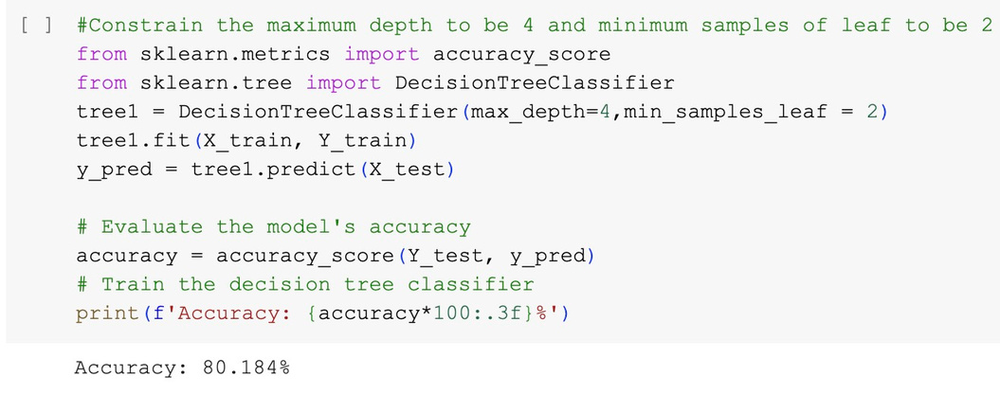 [ ] #Constrain the maximum depth to be 4 and minimum samples of leaf to be 2
from sklearn.metrics import accuracy_score
from sklearn.tree import DecisionTreeClassifier
tree1 = DecisionTreeClassifier(max_depth=4,min_samples_leaf = 2)
tree1.fit(X_train, Y_train)
y_pred = tree1.predict(X_test)
# Evaluate the model's accuracy
accuracy = accuracy_score(Y_test, y_pred)
# Train the decision tree classifier
print(f'Accuracy: {accuracy*100:.3f}%')
Accuracy: 80.184%